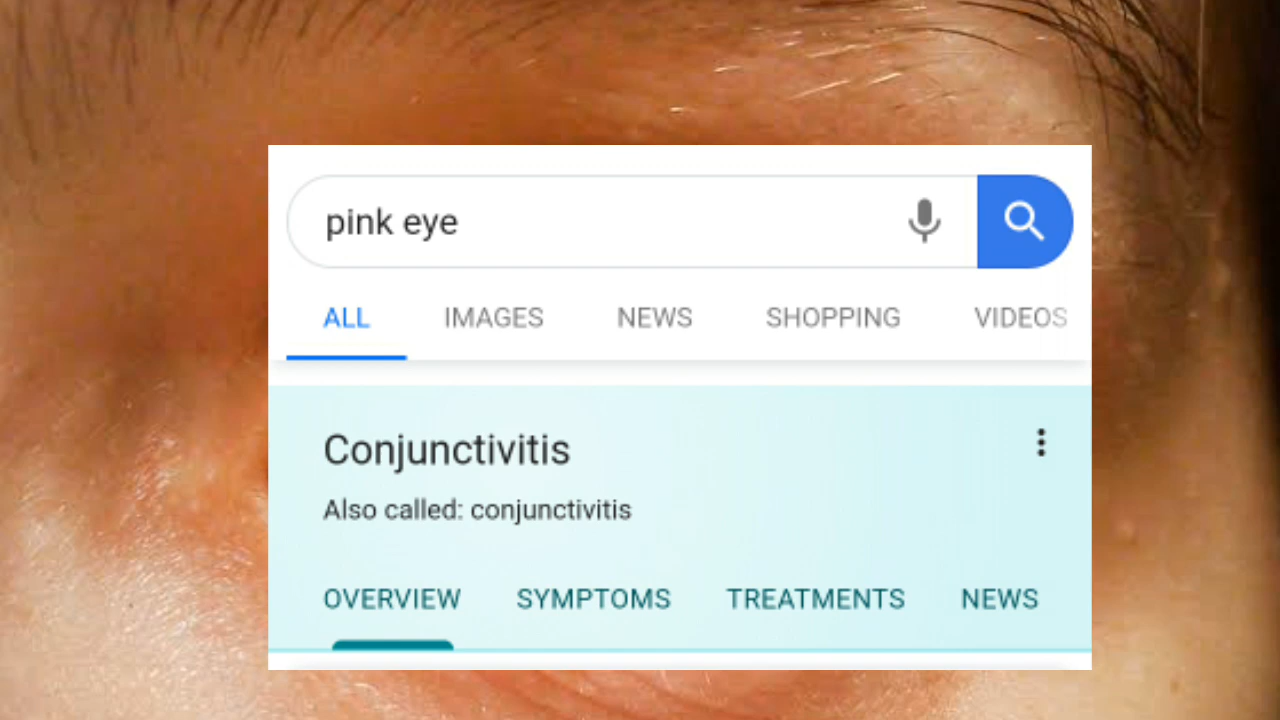 pink eye
ALL IMAGES NEWS SHOPPING VIDEOS
Conjunctivitis
Also called: conjunctivitis
OVERVIEW SYMPTOMS TREATMENTS NEWS